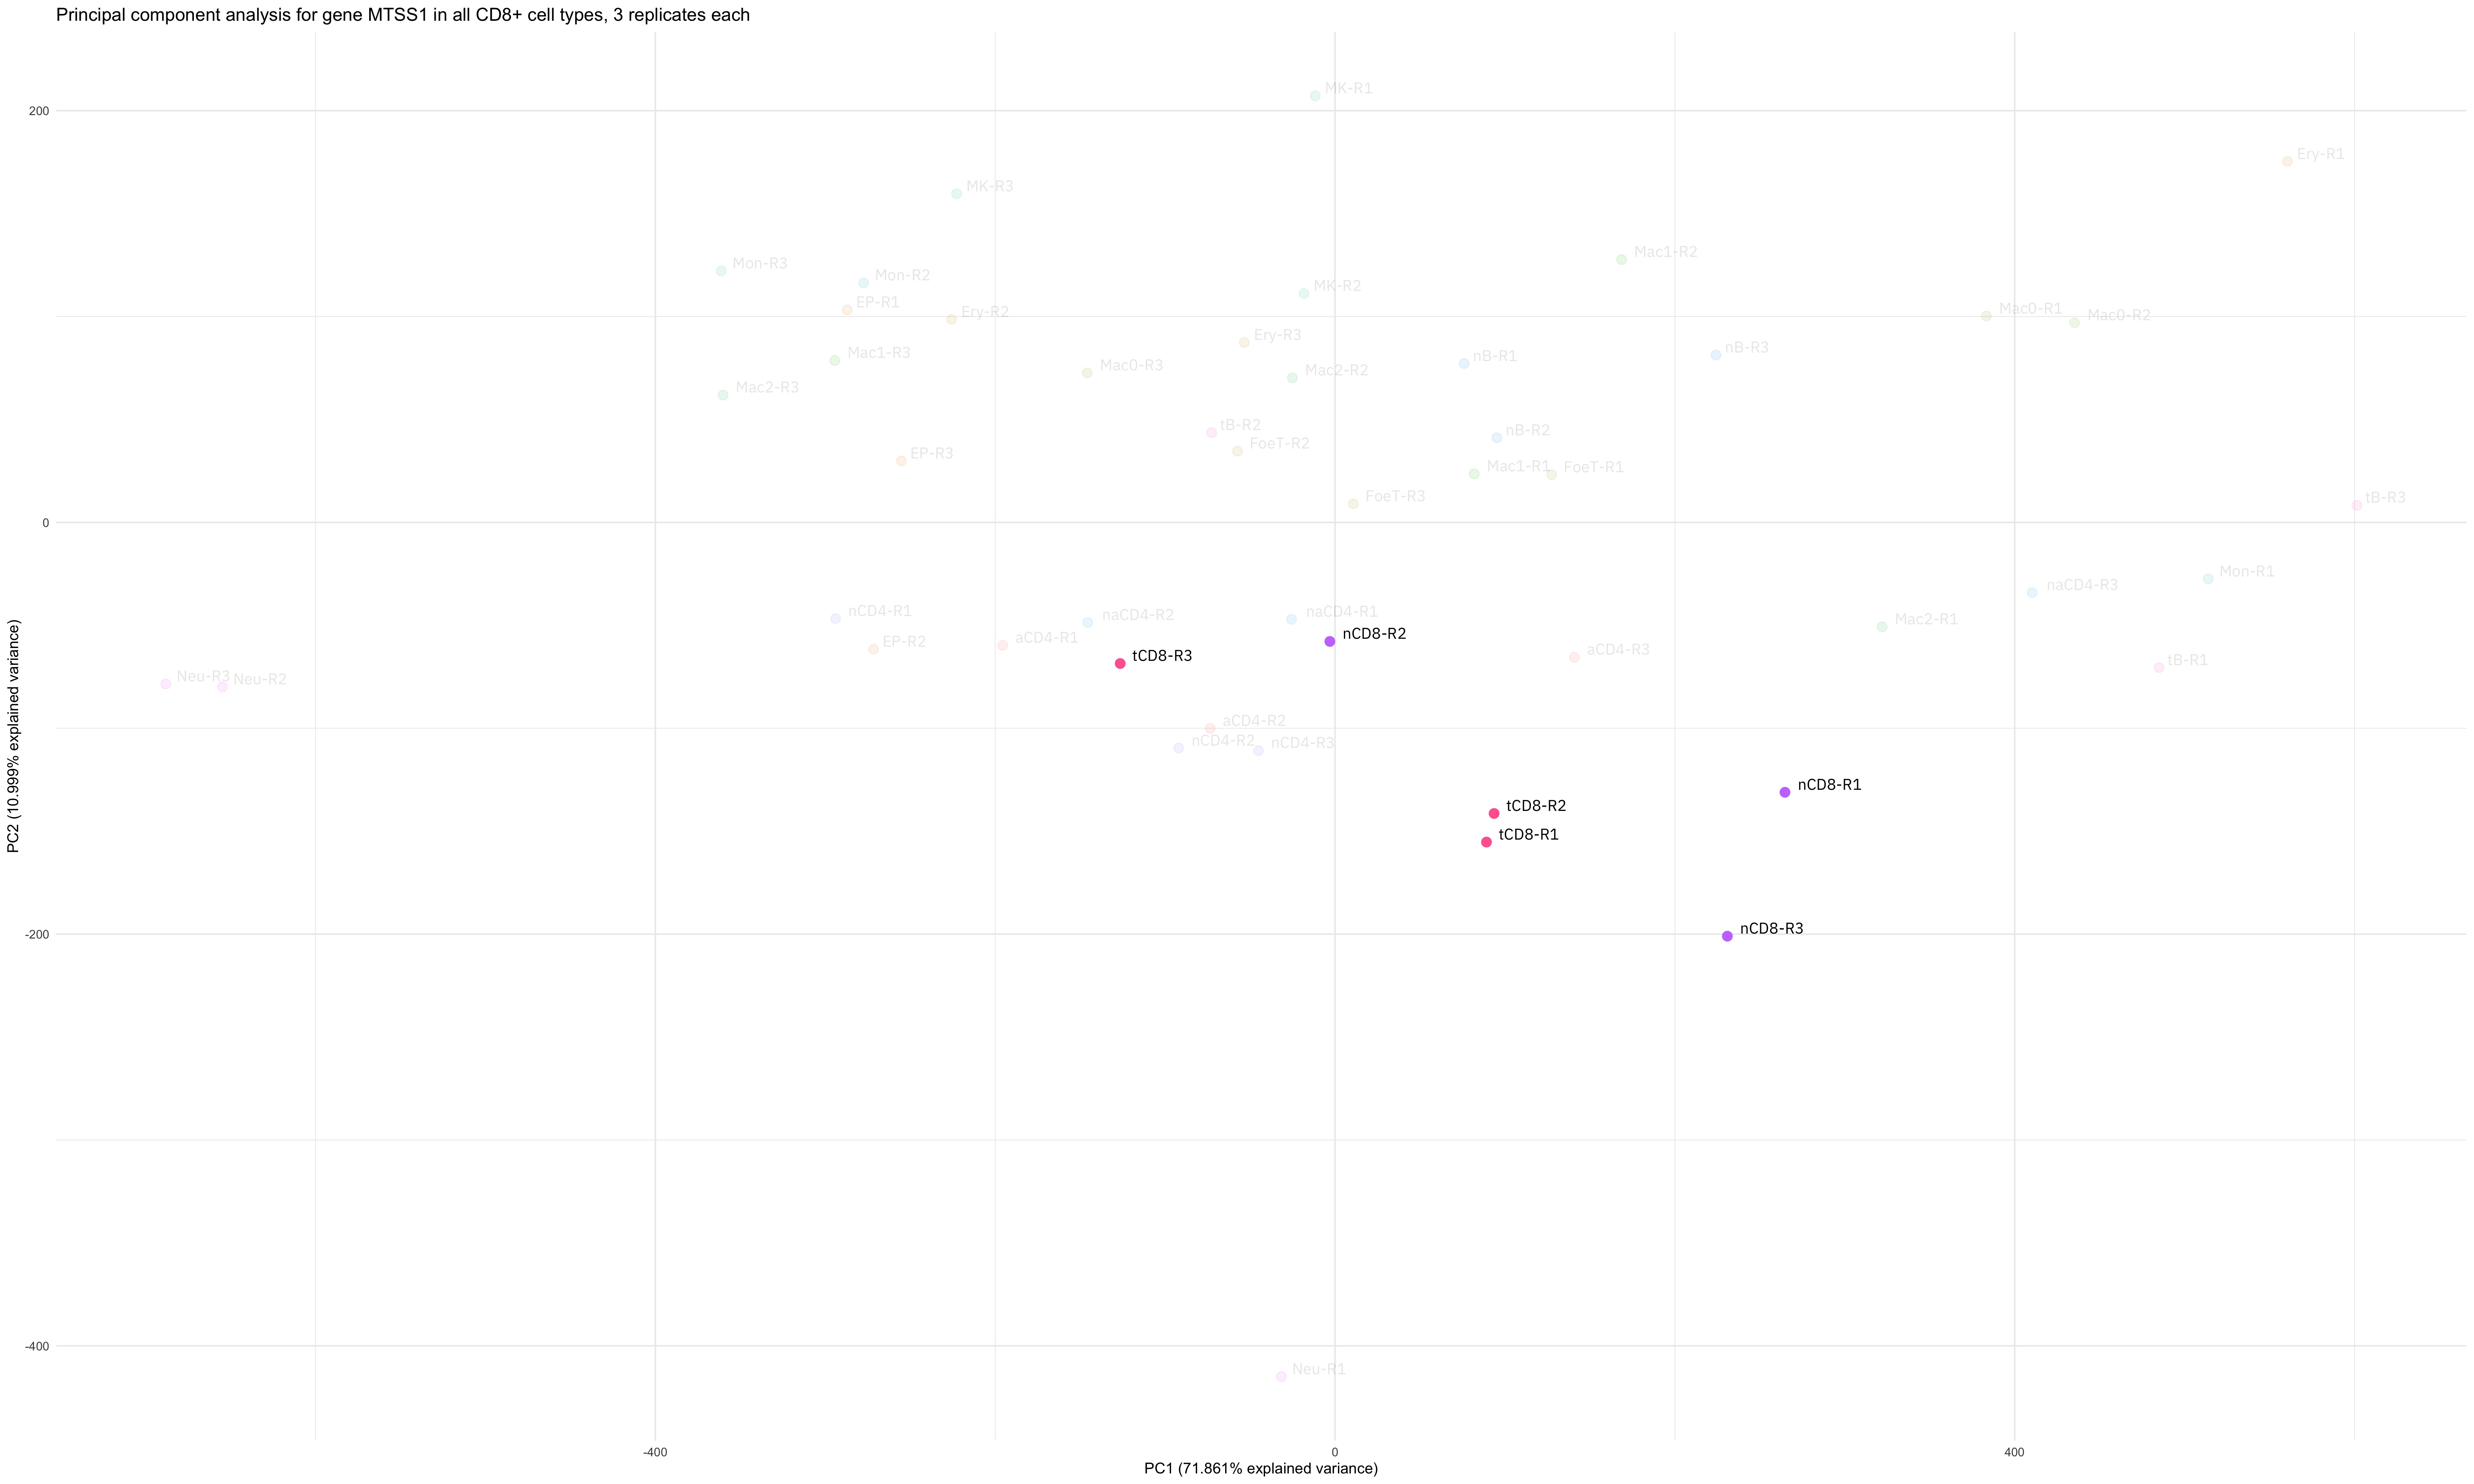 Principal component analysis for gene MTSS1 in all CD8+ cell types, 3 replicates each
MK-R1
200
Ery-R1
MK-R3
Mac1-R2
Mon-R3
Mon-R2
MK-R2
EP-R1
Ery-R2
Mac0-R1
Mac0-R2
Ery-R3
nB-R3
Mac1-R3
nB-R1
Mac0-R3
Mac2-R2
Mac2-R3
tB-R2
nB-R2
FoeT-R2
EP-R3
Mac1-R1
FoeT-R1
FoeT-R3
tB-R3
0
Mon-R1
naCD4-R3
nCD4-R1
naCD4-R2
naCD4-R1
Mac2-R1
nCD8-R2
aCD4-R1
EP-R2
aCD4-R3
tCD8-R3
tB-R1
Neu-R3
Neu-R2
aCD4-R2
nCD4-R2
nCD4-R3
PC2 (10.999% explained variance)
nCD8-R1
tCD8-R2
tCD8-R1
nCD8-R3
-200
-400
Neu-R1
-400
0
400
PC1 (71.861% explained variance)